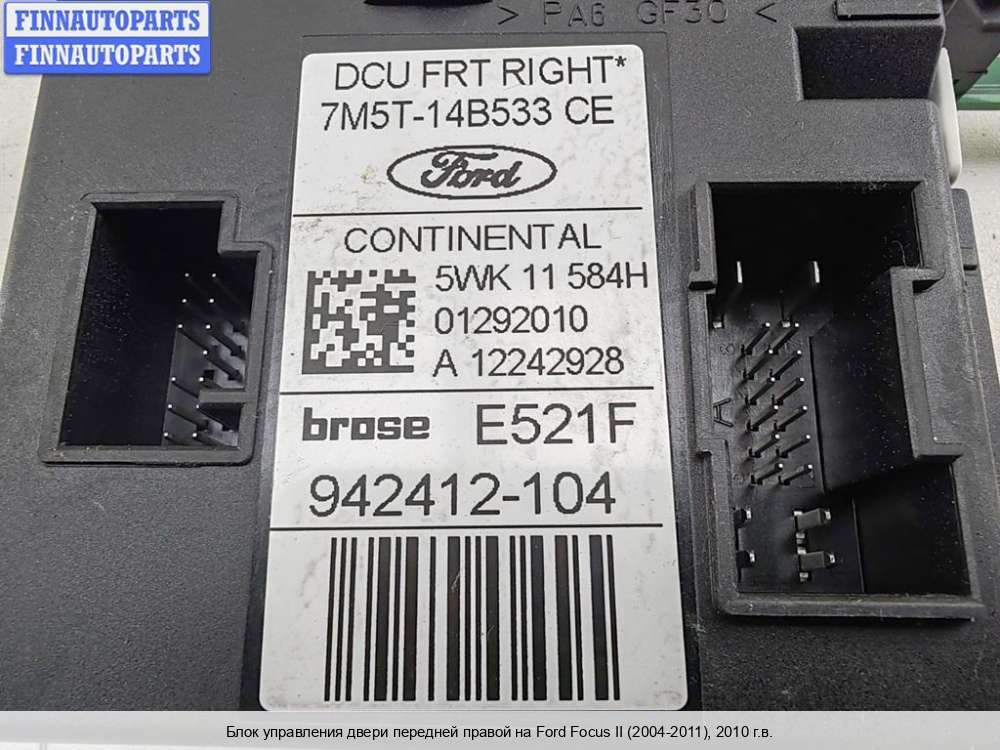 FINNAUTOPARTS
FINNAUTOPARTS
> PA6 GF30 <
DCU FRT RIGHT*
7M5T-14B533 CE
Ford
CONTINENTAL
5WK 11 584H
01292010
A 12242928
brose E521F
942412-104
A
Блок управления двери передней правой на Ford Focus II (2004-2011), 2010 г.в.